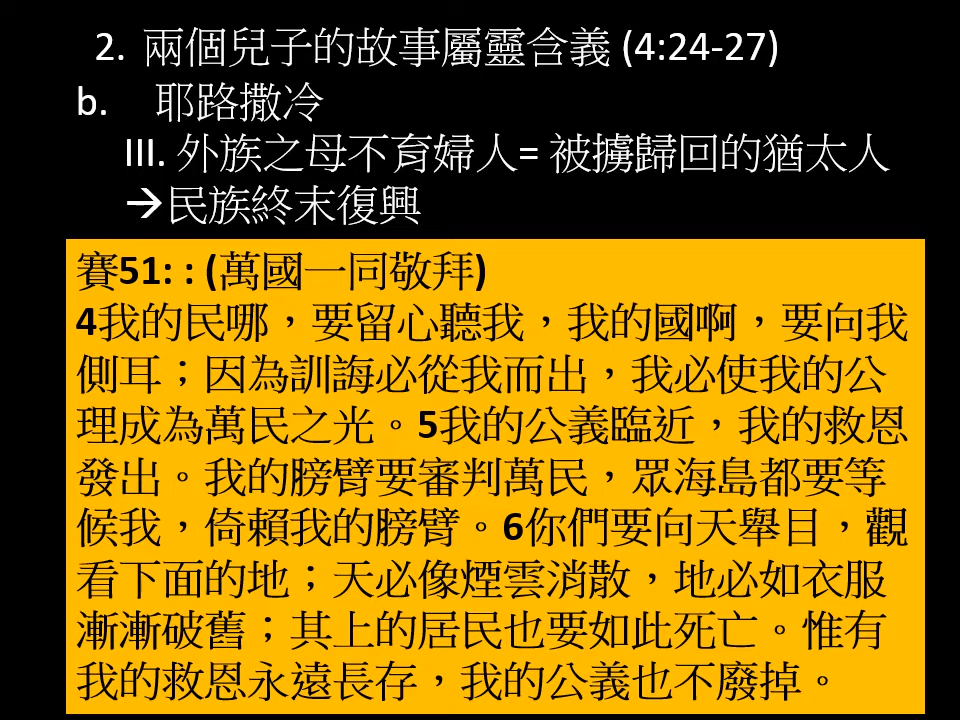 2. 兩個兒子的故事屬靈含義 (4:24-27)
b. 耶路撒冷
III. 外族之母不育婦人= 被擄歸回的猶太人
→民族終末復興
賽51: : (萬國一同敬拜)
4我的民哪，要留心聽我，我的國啊，要向我
側耳；因為訓誨必從我而出，我必使我的公
理成為萬民之光。5我的公義臨近，我的救恩
發出。我的膀臂要審判萬民，眾海島都要等
候我，倚賴我的膀臂。6你們要向天舉目，觀
看下面的地；天必像煙雲消散，地必如衣服
漸漸破舊；其上的居民也要如此死亡。惟有
我的救恩永遠長存，我的公義也不廢掉。